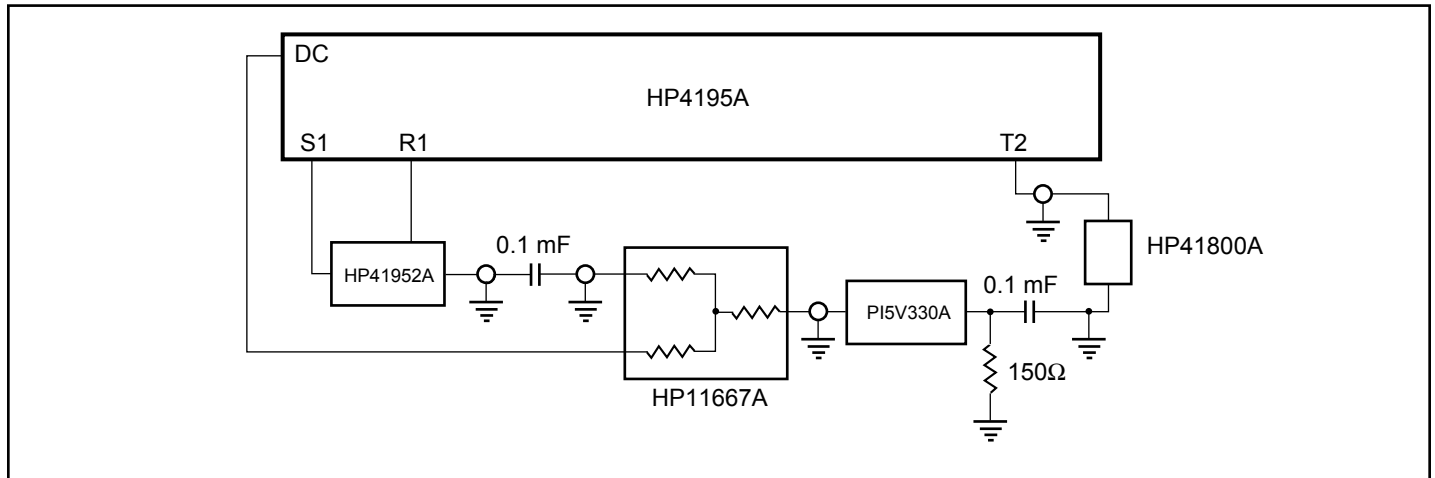 DC
HP4195A
S1
R1
T2
HP41800A
0.1 mF
HP41952A
0.1 mF
PI5V330A
150Ω
HP11667A